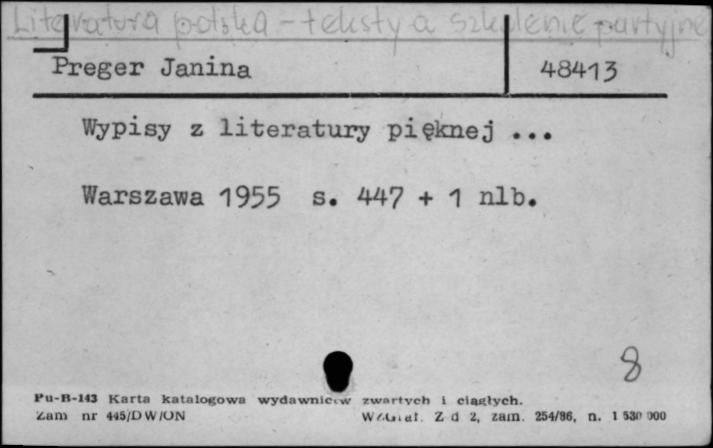 Literatura polska - teksty a szkolenie partyjne
Preger Janina 48413
Wypisy z literatury pięknej ...
Warszawa 1955 s. 447 + 1 nlb.
8
Pu-B-143 Karta katalogowa wydawnictw zwartych i ciągłych.
Zam nr 445/DW/ON Zd 2, zam. 254/86, n. 1 530 000